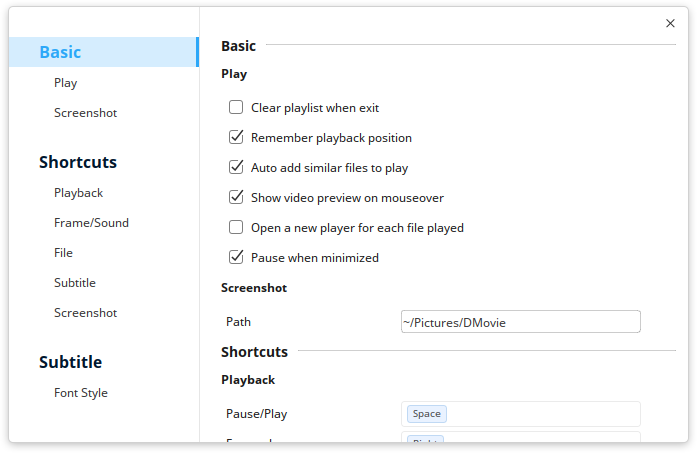 Basic
Play
Screenshot
Shortcuts
Playback
Frame/Sound
File
Subtitle
Screenshot
Subtitle
Font Style
Basic
Play
Clear playlist when exit
Remember playback position
Auto add similar files to play
Show video preview on mouseover
Open a new player for each file played
Pause when minimized
Screenshot
Path ~/Pictures/DMovie
Shortcuts
Playback
Pause/Play Space